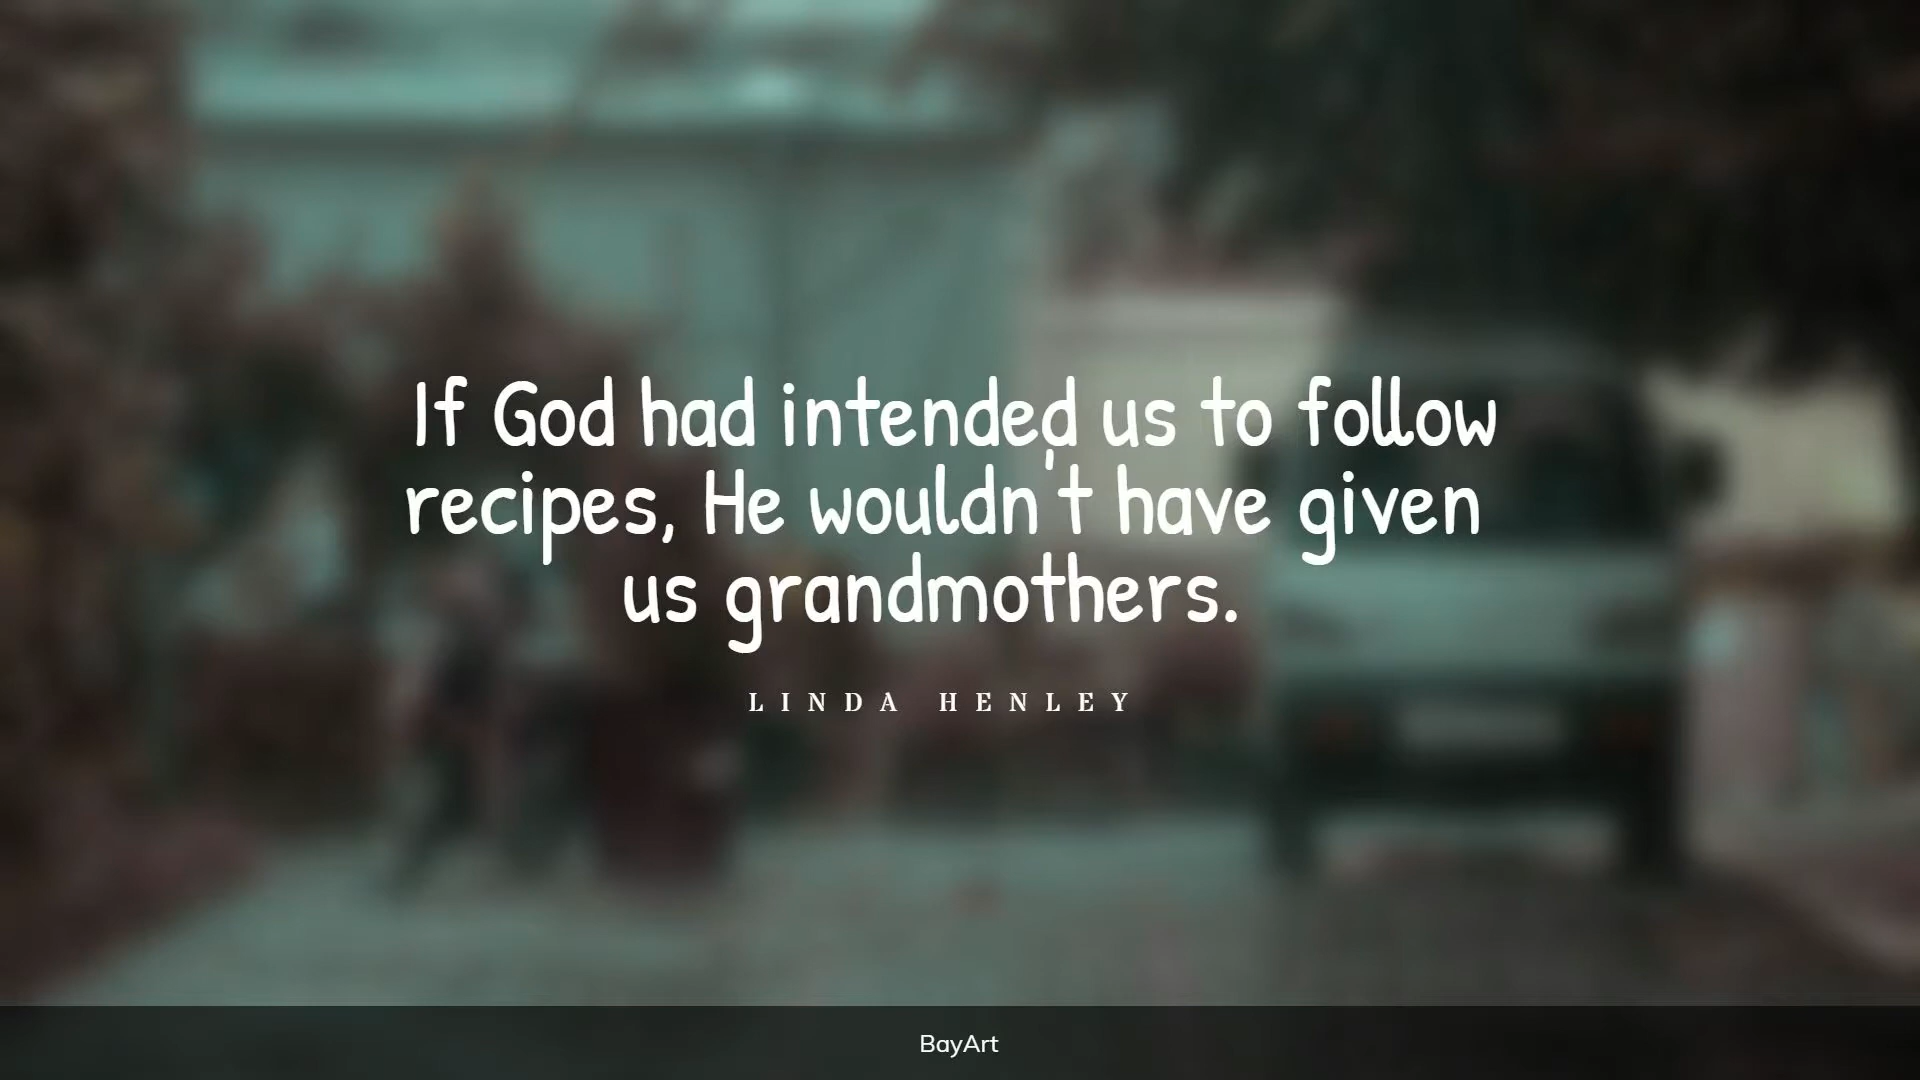 If God had intended us to follow
recipes, He wouldn't have given
us grandmothers.
LINDA HENLEY
BayArt